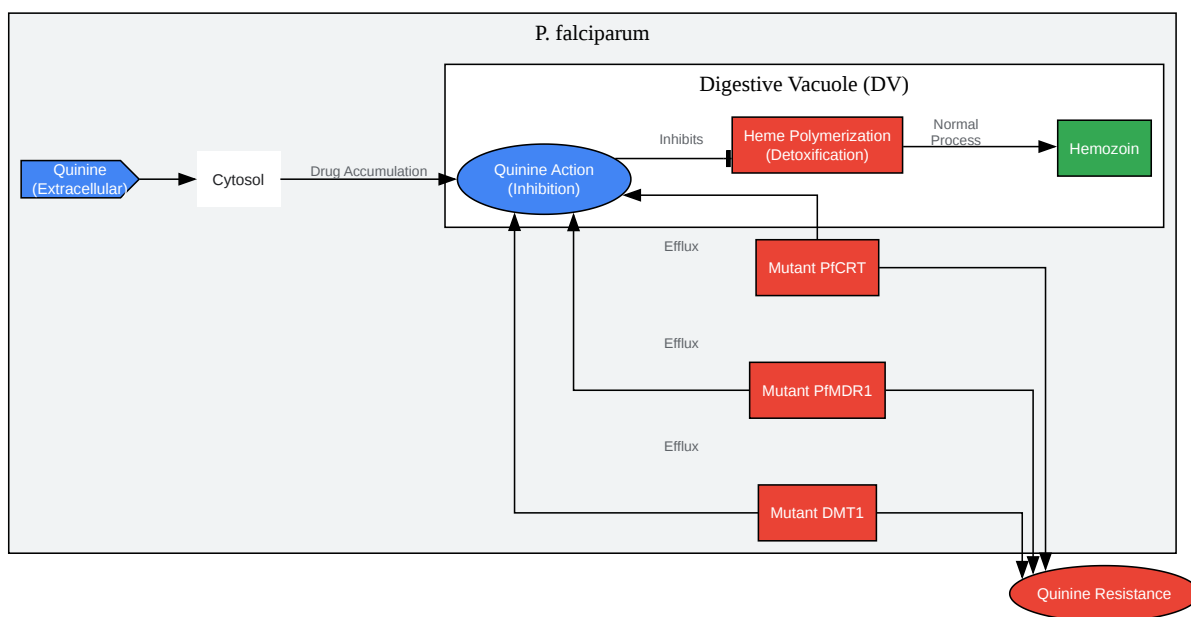 P. falciparum
Digestive Vacuole (DV)
Quinine
(Extracellular)
Cytosol
Drug Accumulation
Quinine Action
(Inhibition)
Inhibits
Heme Polymerization
(Detoxification)
Normal
Process
Hemozoin
Efflux
Mutant PfCRT
Efflux
Mutant PfMDR1
Efflux
Mutant DMT1
Quinine Resistance